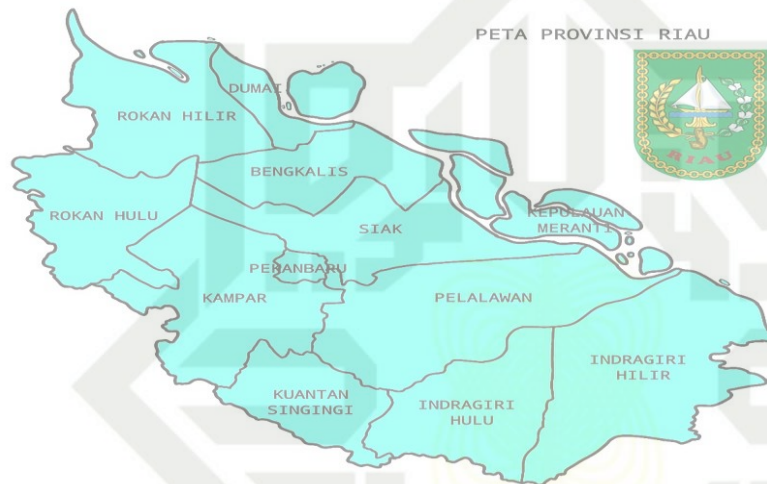 PETA PROVINSI RIAU
RIAU
DUMAI
ROKAN HILIR
BENGKALIS
ROKAN HULU
KEPULAUAN
MERANTI
SIAK
PEKANBARU
KAMPAR
PELALAWAN
INDRAGIRI
HILIR
KUANTAN
SINGINGI
INDRAGIRI
HULU